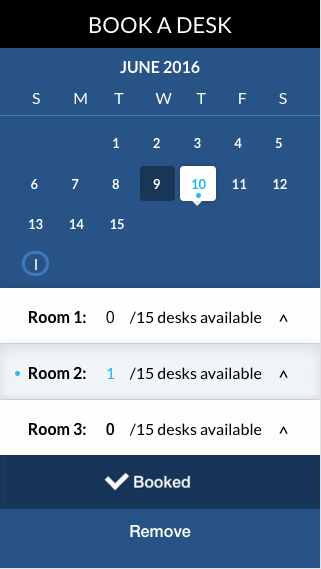 BOOK A DESK
JUNE 2016
S M T W T F S
1 2 3 4 5
6 7 8 9 10 11 12
13 14 15
I
Room 1: 0 /15 desks available ^
Room 2: 1 /15 desks available ^
Room 3: 0 /15 desks available ^
Booked
Remove